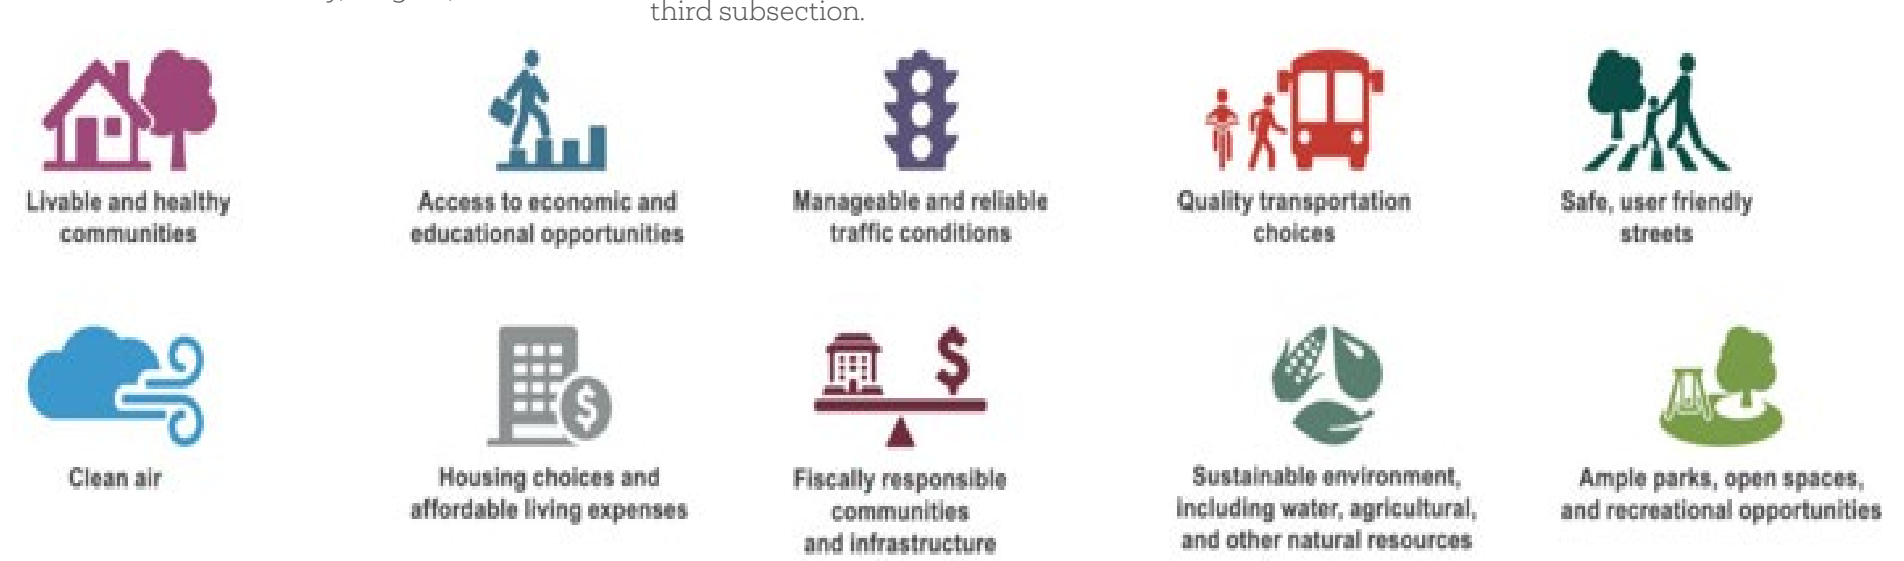 third subsection.
Livable and healthy
communities
Access to economic and
educational opportunities
Manageable and reliable
traffic conditions
Quality transportation
choices
Safe, user friendly
streets
Clean air
Housing choices and
affordable living expenses
Fiscally responsible
communities
and infrastructure
Sustainable environment,
including water, agricultural,
and other natural resources
Ample parks, open spaces,
and recreational opportunities